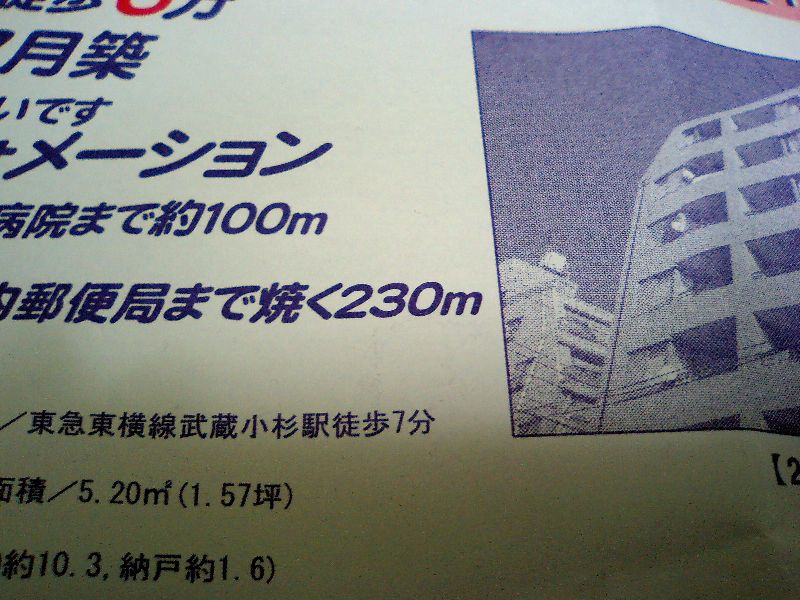 徒歩6分
7月築
いです
ォメーション
病院まで約100m
内郵便局まで焼く230m
／東急東横線武蔵小杉駅徒歩7分
面積／5.20㎡(1.57坪)
約10.3,納戸約1.6)
【2